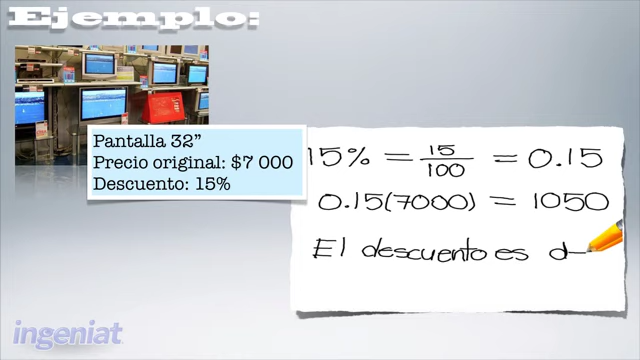 Ejemplo:
Pantalla 32”
Precio original: $7 000
Descuento: 15%
15% = 15/100 = 0.15
0.15(7000) = 1050
El descuento es d
ingeniat